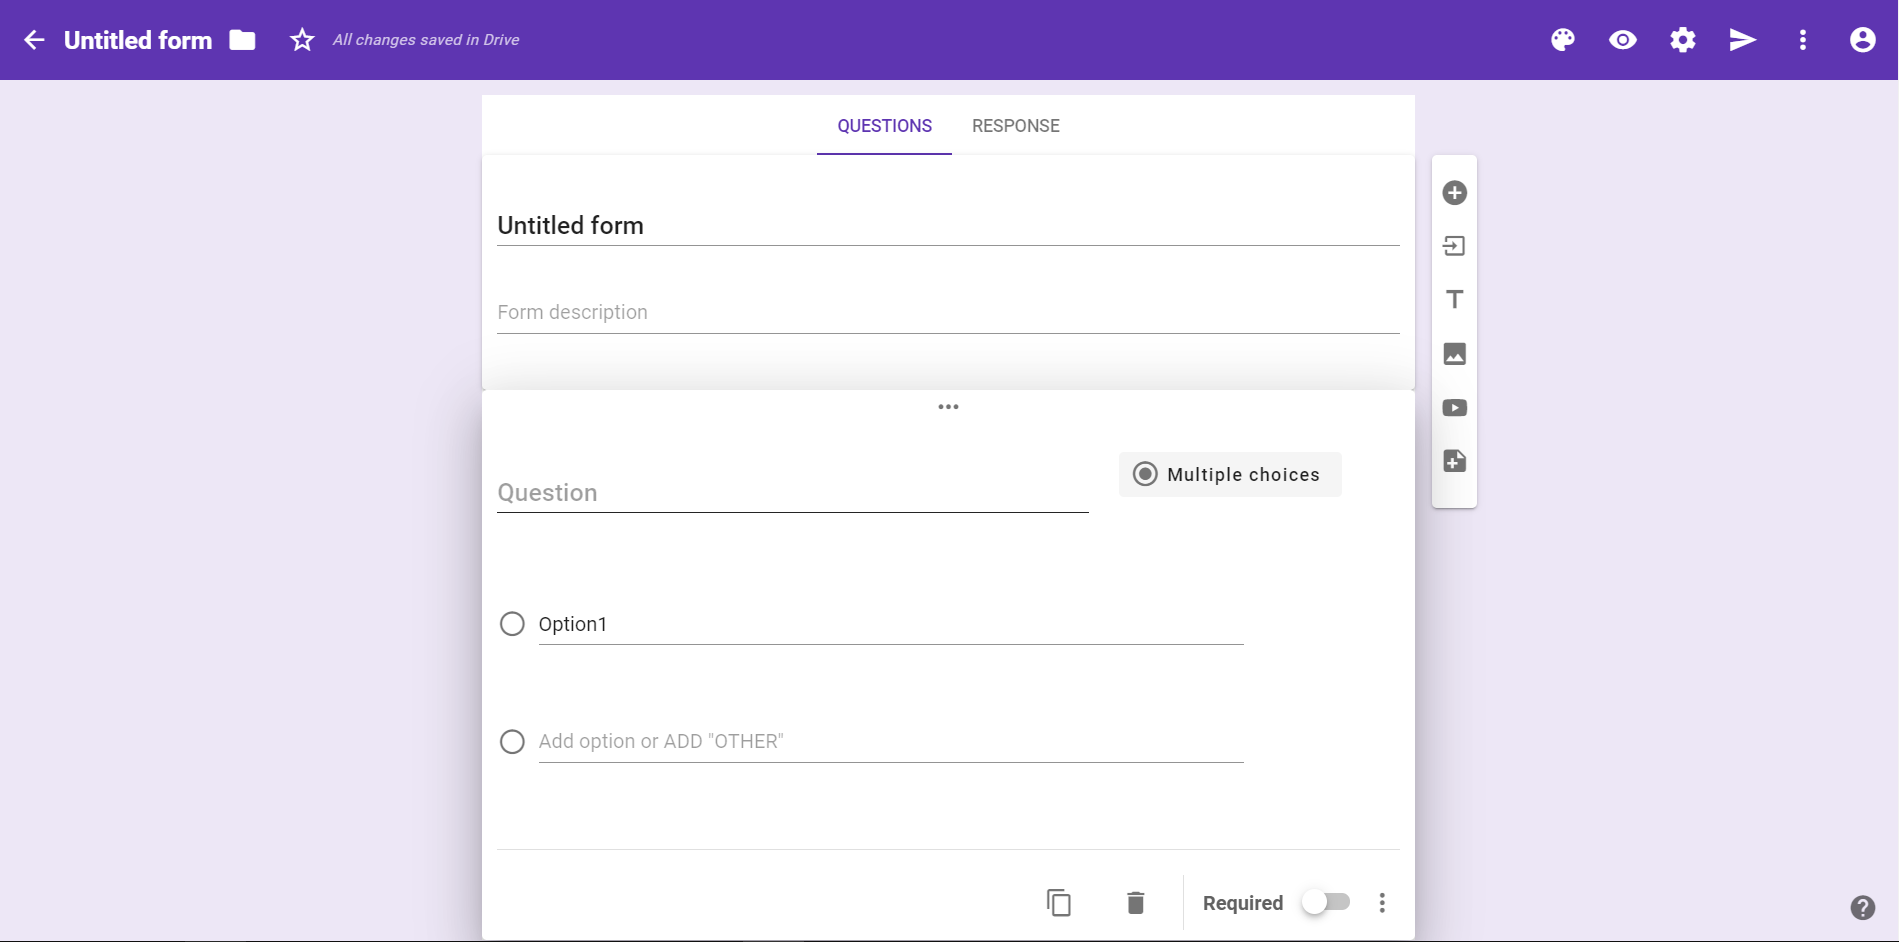 Untitled form All changes saved in Drive
QUESTIONS RESPONSE
Untitled form
Form description
Question
Multiple choices
Option1
Add option or ADD "OTHER"
Required